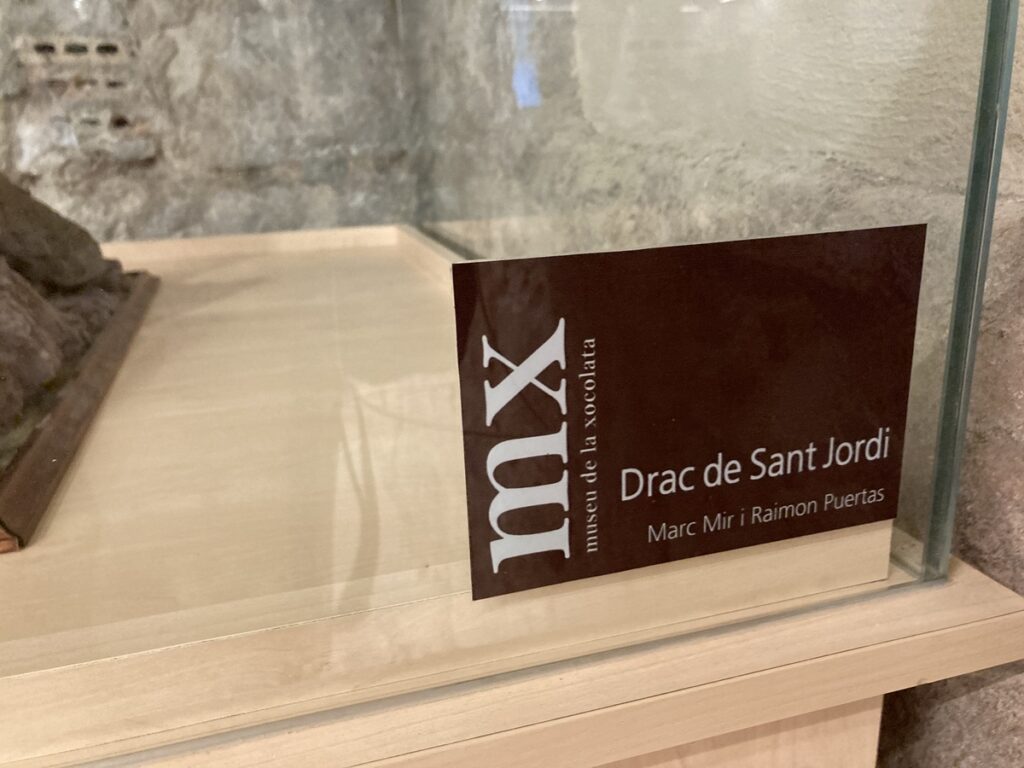 mx
museu de la xocolata
Drac de Sant Jordi
Marc Mir i Raimon Puertas